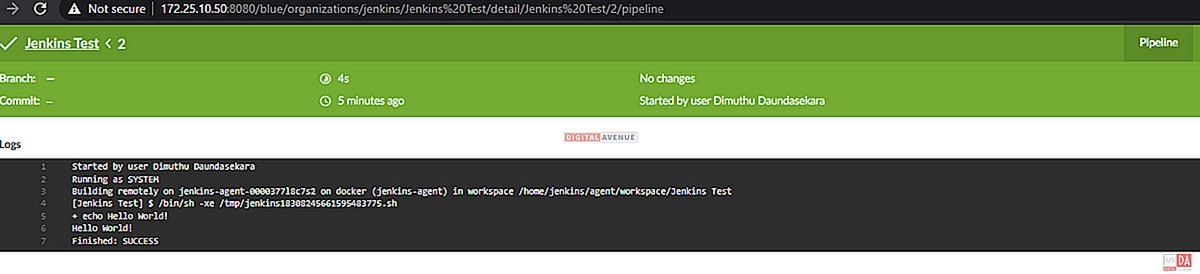 Not secure 172.25.10.50:8080/blue/organizations/jenkins/Jenkins%20Test/detail/Jenkins%20Test/2/pipeline
Jenkins Test < 2 Pipeline
Branch: — 4s No changes
Commit: — 5 minutes ago Started by user Dimuthu Daundasekara
DIGITAL AVENUE
Logs
1 Started by user Dimuthu Daundasekara
2 Running as SYSTEM
3 Building remotely on jenkins-agent-000037718c7s2 on docker (jenkins-agent) in workspace /home/jenkins/agent/workspace/Jenkins Test
4 [Jenkins Test] $ /bin/sh -xe /tmp/jenkins18308245661595483775.sh
5 + echo Hello World!
6 Hello World!
7 Finished: SUCCESS
DA